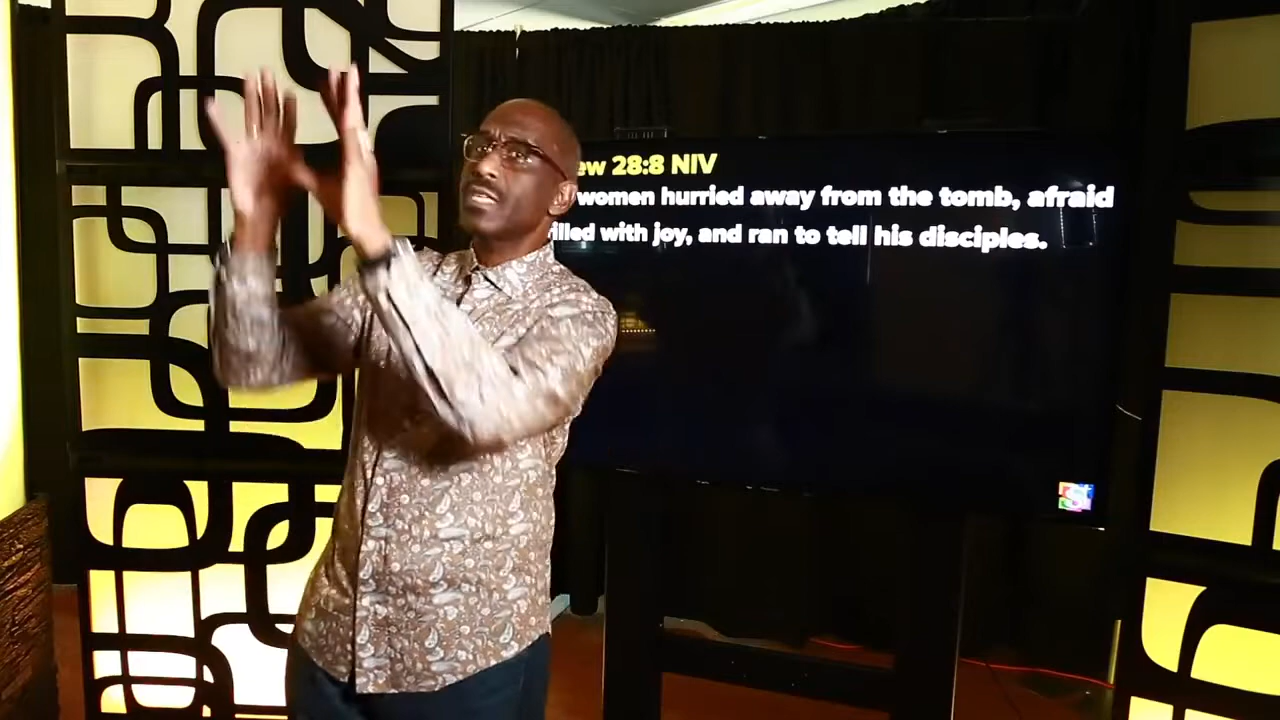 ew 28:8 NIV
women hurried away from the tomb, afraid
filled with joy, and ran to tell his disciples.